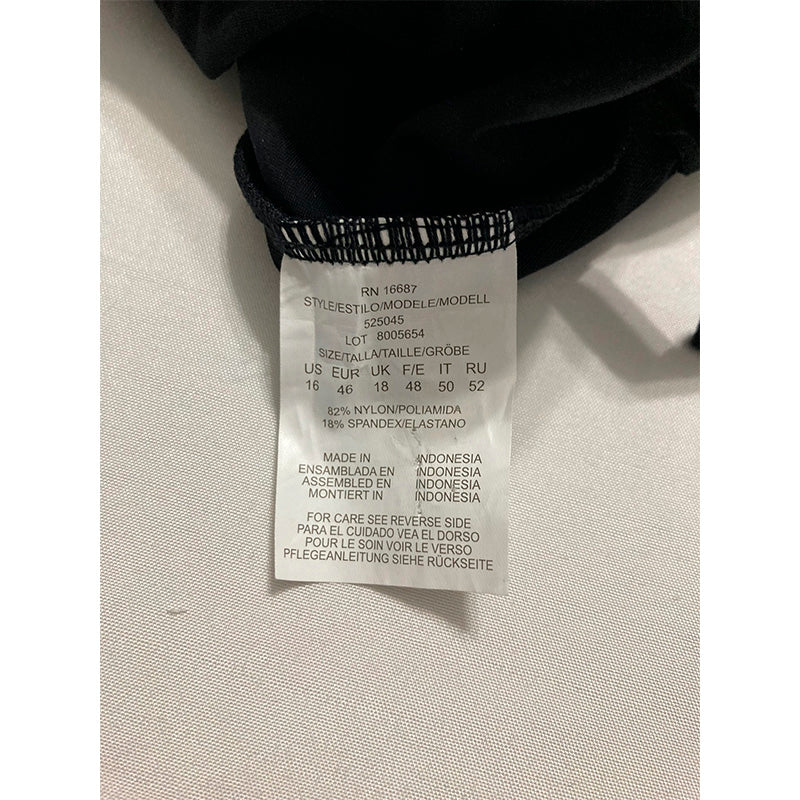 RN 16687
STYLE/ESTILO/MODELE/MODELL
525045
LOT 8005654
SIZE/TALLA/TAILLE/GRÖBE
US EUR UK F/E IT RU
16 46 18 48 50 52
82% NYLON/POLIAMIDA
18% SPANDEX/ELASTANO
MADE IN INDONESIA
ENSAMBLADA EN INDONESIA
ASSEMBLED EN INDONESIA
MONTIERT IN INDONESIA
FOR CARE SEE REVERSE SIDE
PARA EL CUIDADO VEA EL DORSO
POUR LE SOIN VOIR LE VERSO
PFLEGEANLEITUNG SIEHE RÜCKSEITE